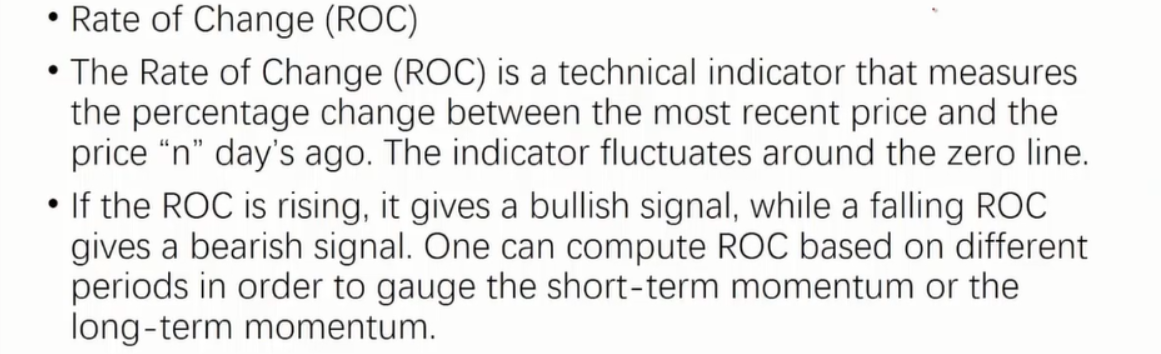 • Rate of Change (ROC)
• The Rate of Change (ROC) is a technical indicator that measures
the percentage change between the most recent price and the
price “n” day’s ago. The indicator fluctuates around the zero line.
• If the ROC is rising, it gives a bullish signal, while a falling ROC
gives a bearish signal. One can compute ROC based on different
periods in order to gauge the short-term momentum or the
long-term momentum.